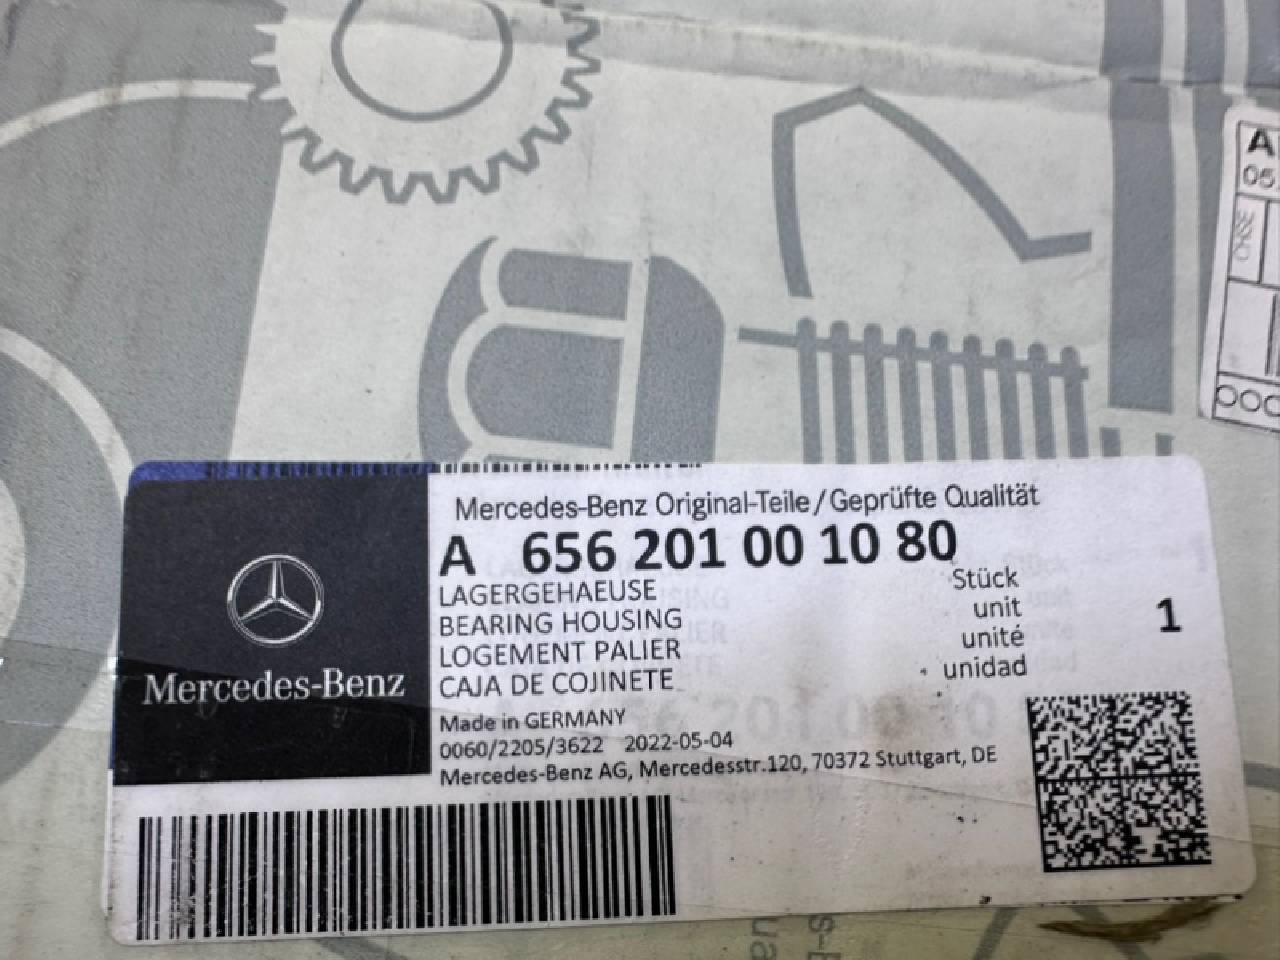 Mercedes-Benz Original-Teile/Geprüfte Qualität
A 656 201 00 10 80
LAGERGEHAEUSE
BEARING HOUSING
LOGEMENT PALIER
CAJA DE COJINETE
Stück
unit
unité
unidad
1
Mercedes-Benz
Made in GERMANY
0060/2205/3622 2022-05-04
Mercedes-Benz AG, Mercedesstr.120, 70372 Stuttgart, DE
A
05.